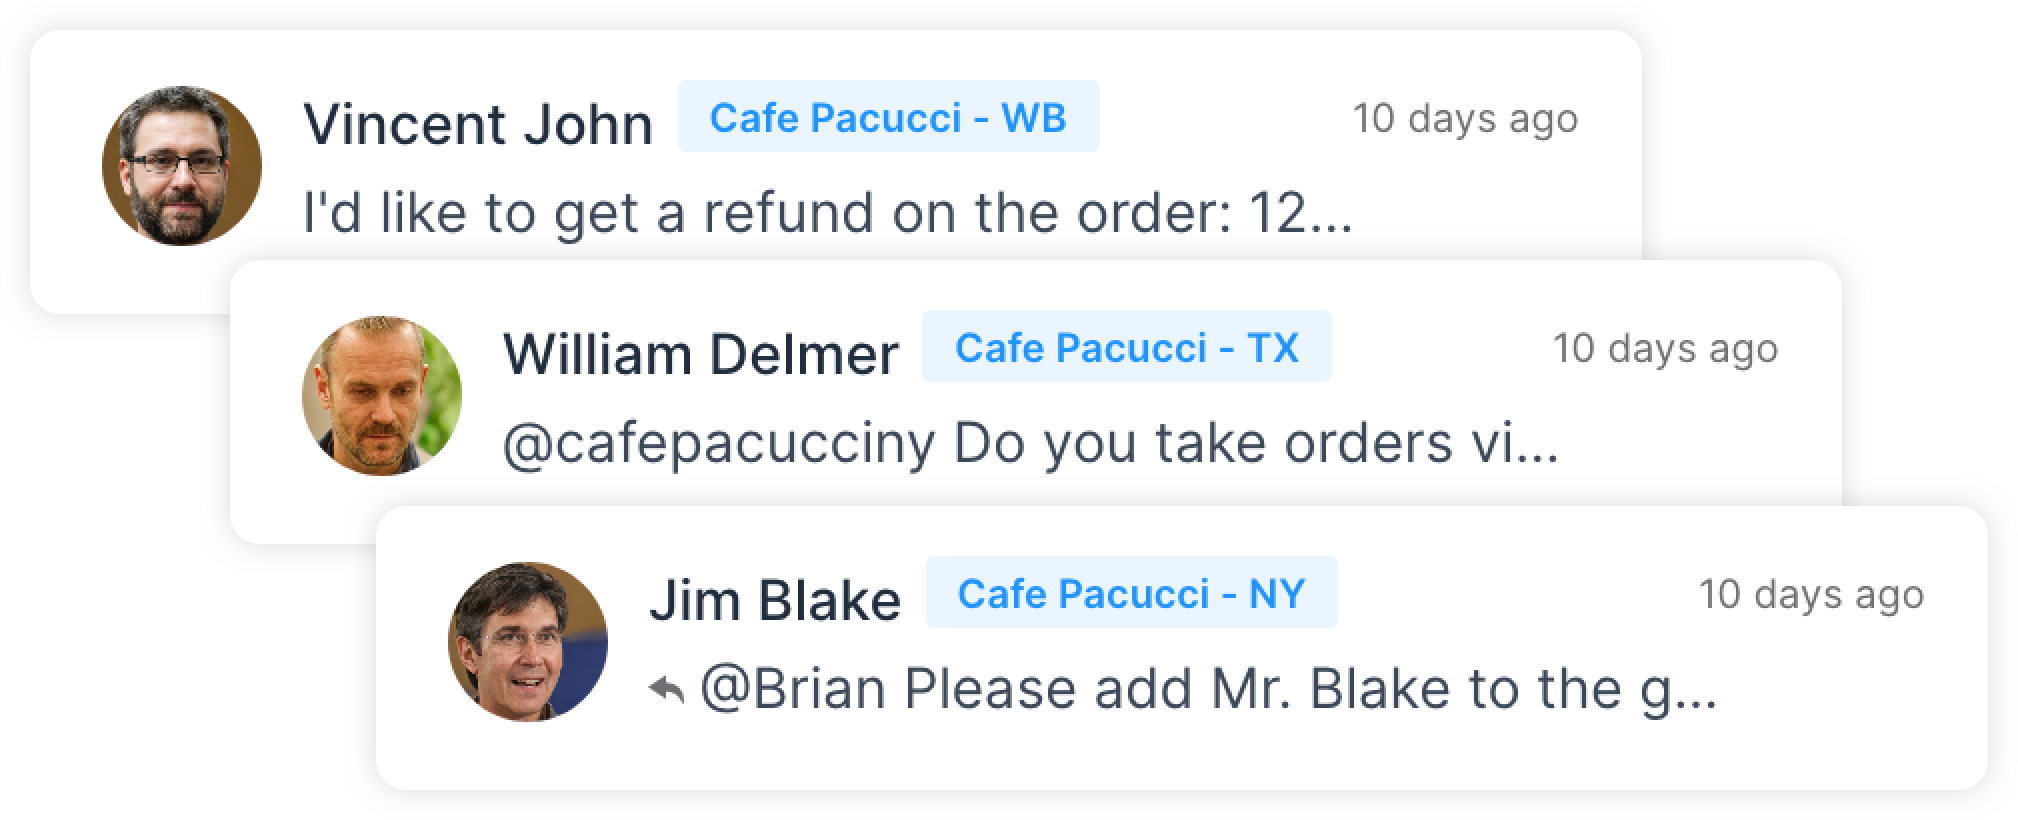 Vincent John Cafe Pacucci - WB 10 days ago
I'd like to get a refund on the order: 12...
William Delmer Cafe Pacucci - TX 10 days ago
@cafepacucciny Do you take orders vi...
Jim Blake Cafe Pacucci - NY 10 days ago
@Brian Please add Mr. Blake to the g...